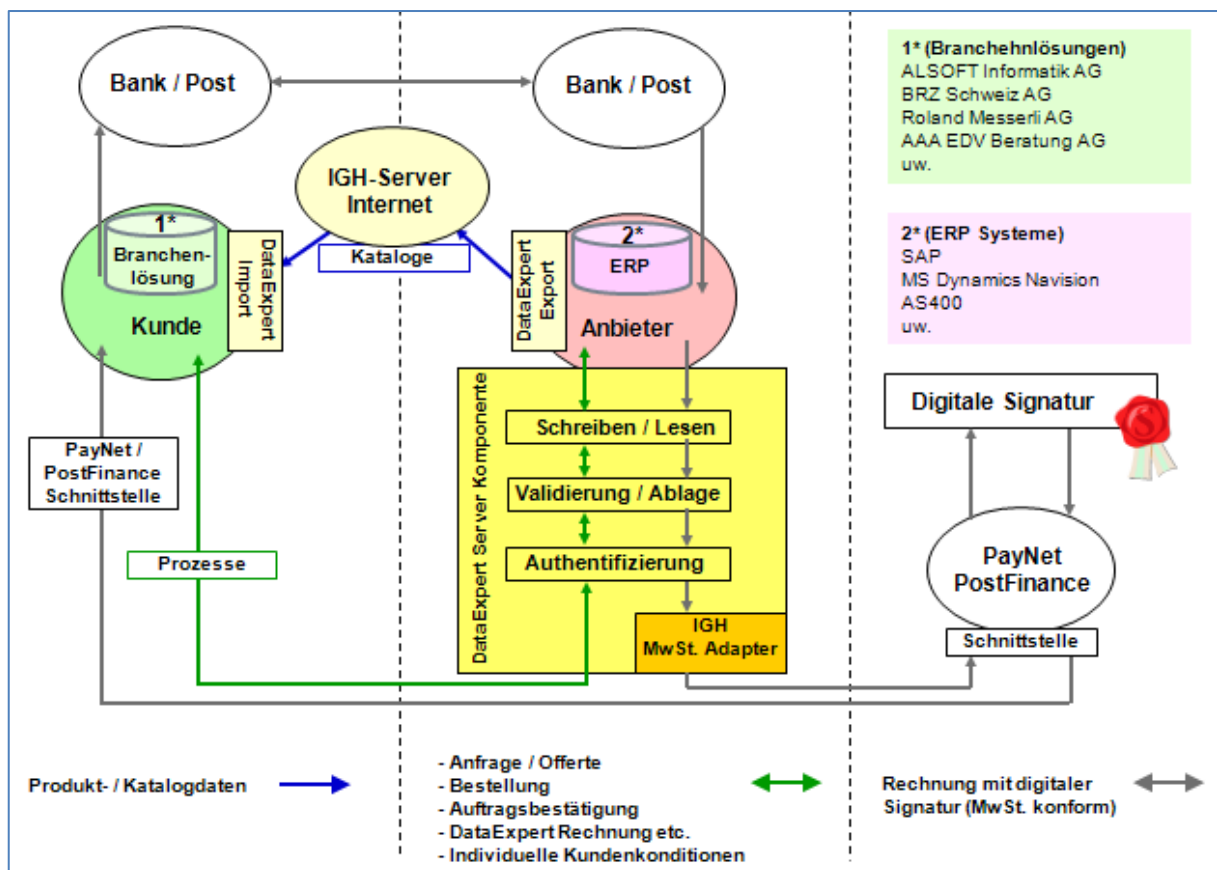 Bank / Post
Bank / Post
IGH-Server
Internet
1*
Branchen-
lösung
Kunde
DataExpert
Import
Kataloge
DataExpert
Export
2*
ERP
Anbieter
1* (Branchehnlösungen)
ALSOFT Informatik AG
BRZ Schweiz AG
Roland Messerli AG
AAA EDV Beratung AG
uw.
2* (ERP Systeme)
SAP
MS Dynamics Navision
AS400
uw.
PayNet /
PostFinance
Schnittstelle
Prozesse
DataExpert Server Komponente
Schreiben / Lesen
Validierung / Ablage
Authentifizierung
IGH
MwSt. Adapter
Digitale Signatur
S
PayNet
PostFinance
Schnittstelle
Produkt- / Katalogdaten
- Anfrage / Offerte
- Bestellung
- Auftragsbestätigung
- DataExpert Rechnung etc.
- Individuelle Kundenkonditionen
Rechnung mit digitaler
Signatur (MwSt. konform)